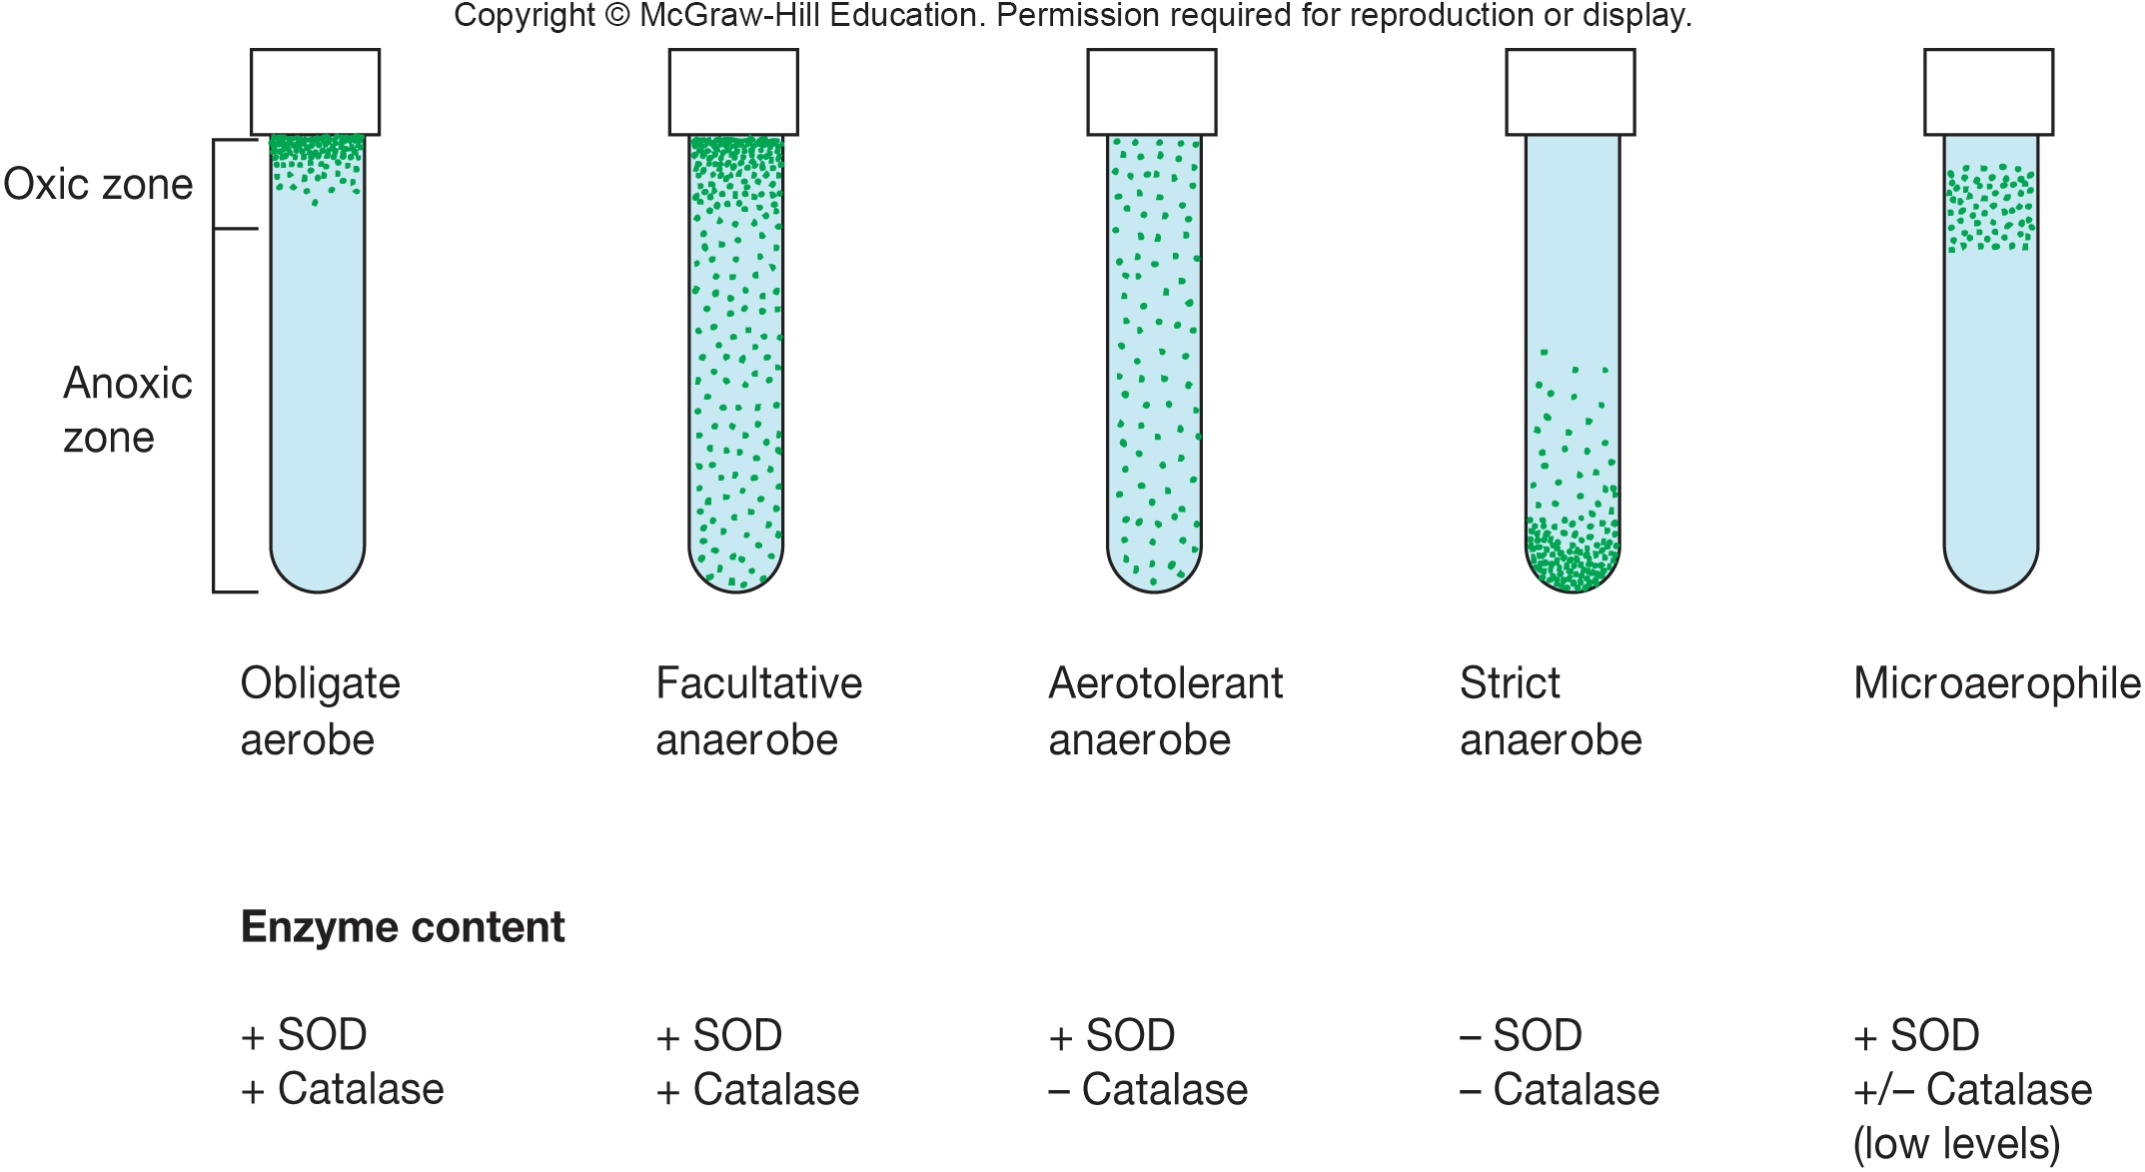 Copyright © McGraw-Hill Education. Permission required for reproduction or display.
Oxic zone
Anoxic
zone
Obligate
aerobe
Facultative
anaerobe
Aerotolerant
anaerobe
Strict
anaerobe
Microaerophile
Enzyme content
+ SOD
+ Catalase
+ SOD
+ Catalase
+ SOD
– Catalase
– SOD
– Catalase
+ SOD
+/– Catalase
(low levels)